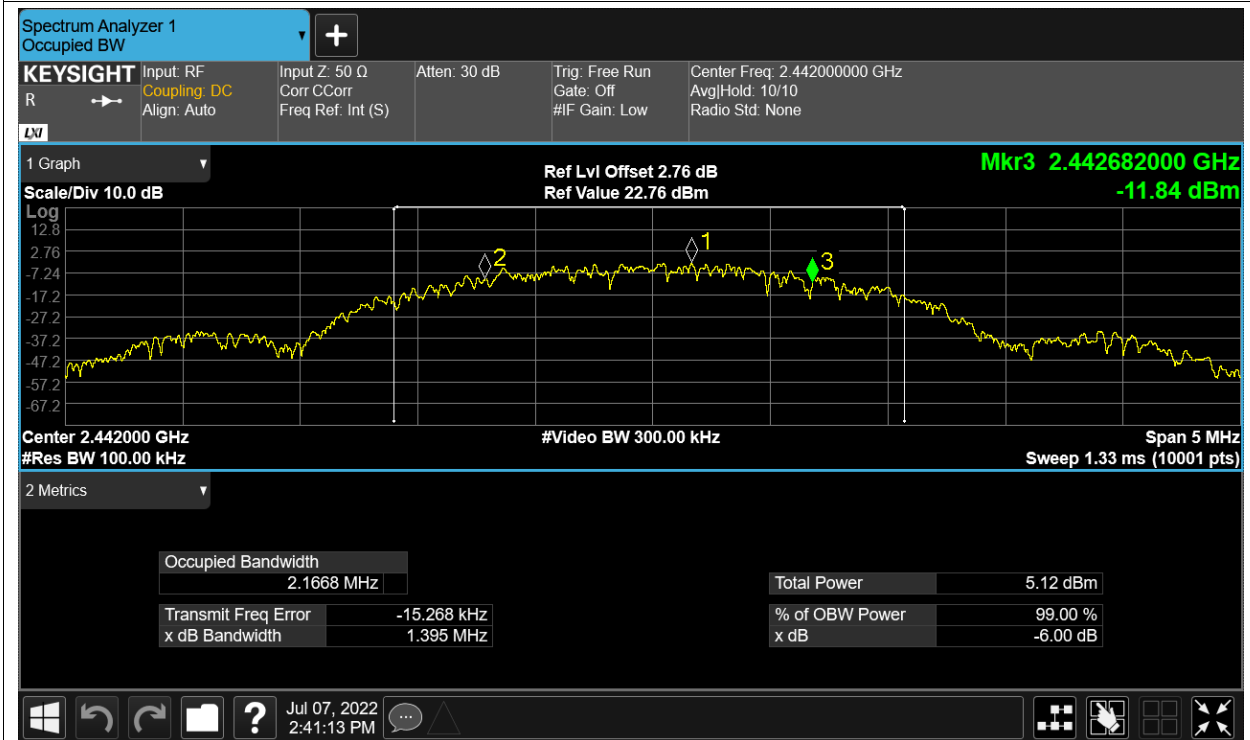 Spectrum Analyzer 1
Occupied BW
KEYSIGHT
R
LXI
Input: RF
Coupling: DC
Align: Auto
Input Z: 50 Ω
Corr CCorr
Freq Ref: Int (S)
Atten: 30 dB
Trig: Free Run
Gate: Off
#IF Gain: Low
Center Freq: 2.442000000 GHz
Avg|Hold: 10/10
Radio Std: None
1 Graph
Scale/Div 10.0 dB
Ref Lvl Offset 2.76 dB
Ref Value 22.76 dBm
Mkr3 2.442682000 GHz
-11.84 dBm
Log
12.8
2.76
-7.24
-17.2
-27.2
-37.2
-47.2
-57.2
-67.2
2
1
3
Center 2.442000 GHz
#Video BW 300.00 kHz
Span 5 MHz
#Res BW 100.00 kHz
Sweep 1.33 ms (10001 pts)
2 Metrics
Occupied Bandwidth
2.1668 MHz
Total Power 5.12 dBm
Transmit Freq Error -15.268 kHz
% of OBW Power 99.00 %
x dB Bandwidth 1.395 MHz
x dB -6.00 dB
?
Jul 07, 2022
2:41:13 PM